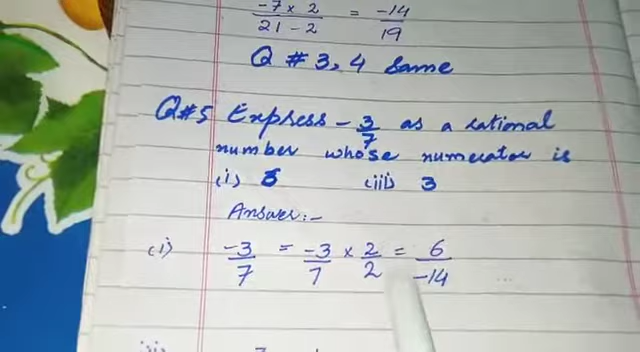 -7 × 2 / 21 - 2 = -14 / 19
Q # 3, 4 Same
Q#5 Express - 3/7 as a rational
number whose numerator is
(i) 6 (iii) 3
Answer:-
(i) -3/7 = -3/7 × 2/2 = 6/-14